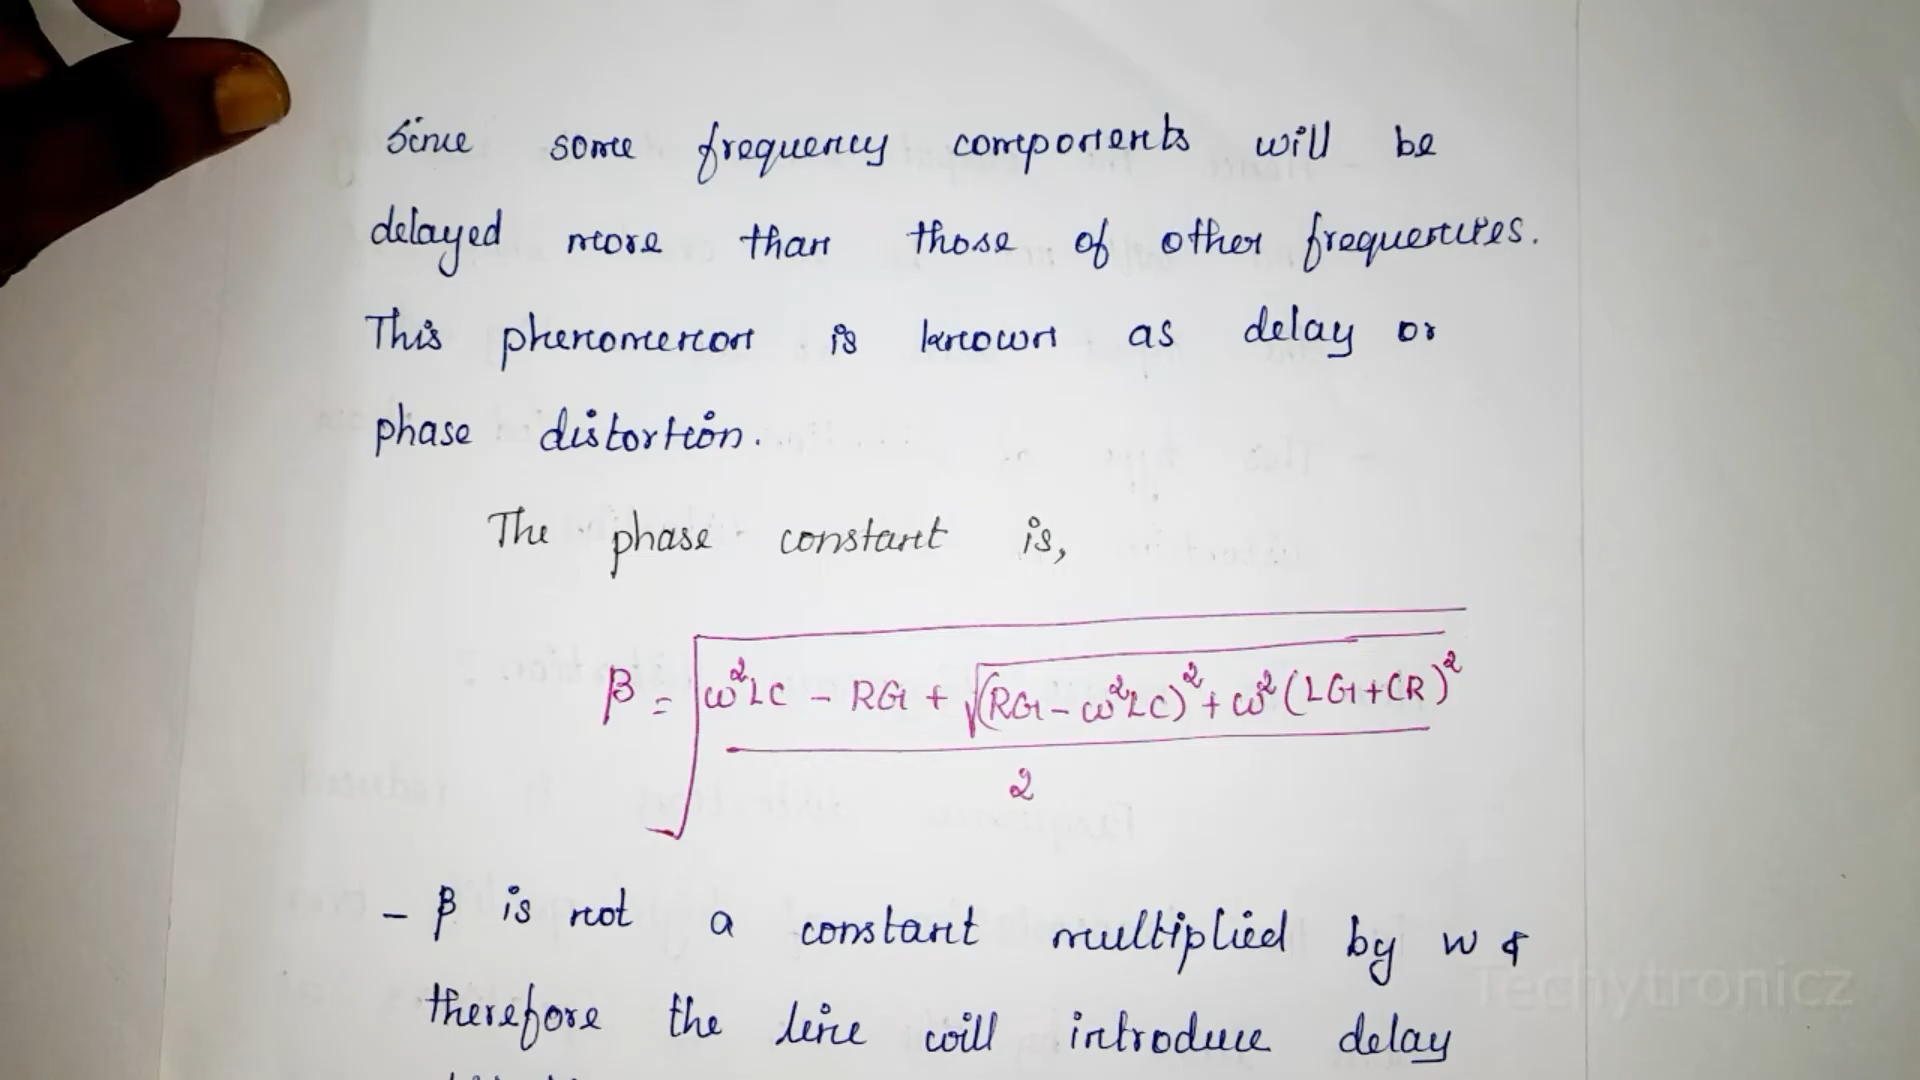 Since some frequency components will be
delayed more than those of other frequencies.
This phenomenon is known as delay or
phase distortion.
The phase constant is,
β = √((ω²LC - RG + √((RG - ω²LC)² + ω²(LG + CR)²)) / 2)
- β is not a constant multiplied by w &
therefore the line will introduce delay
Techytronicz